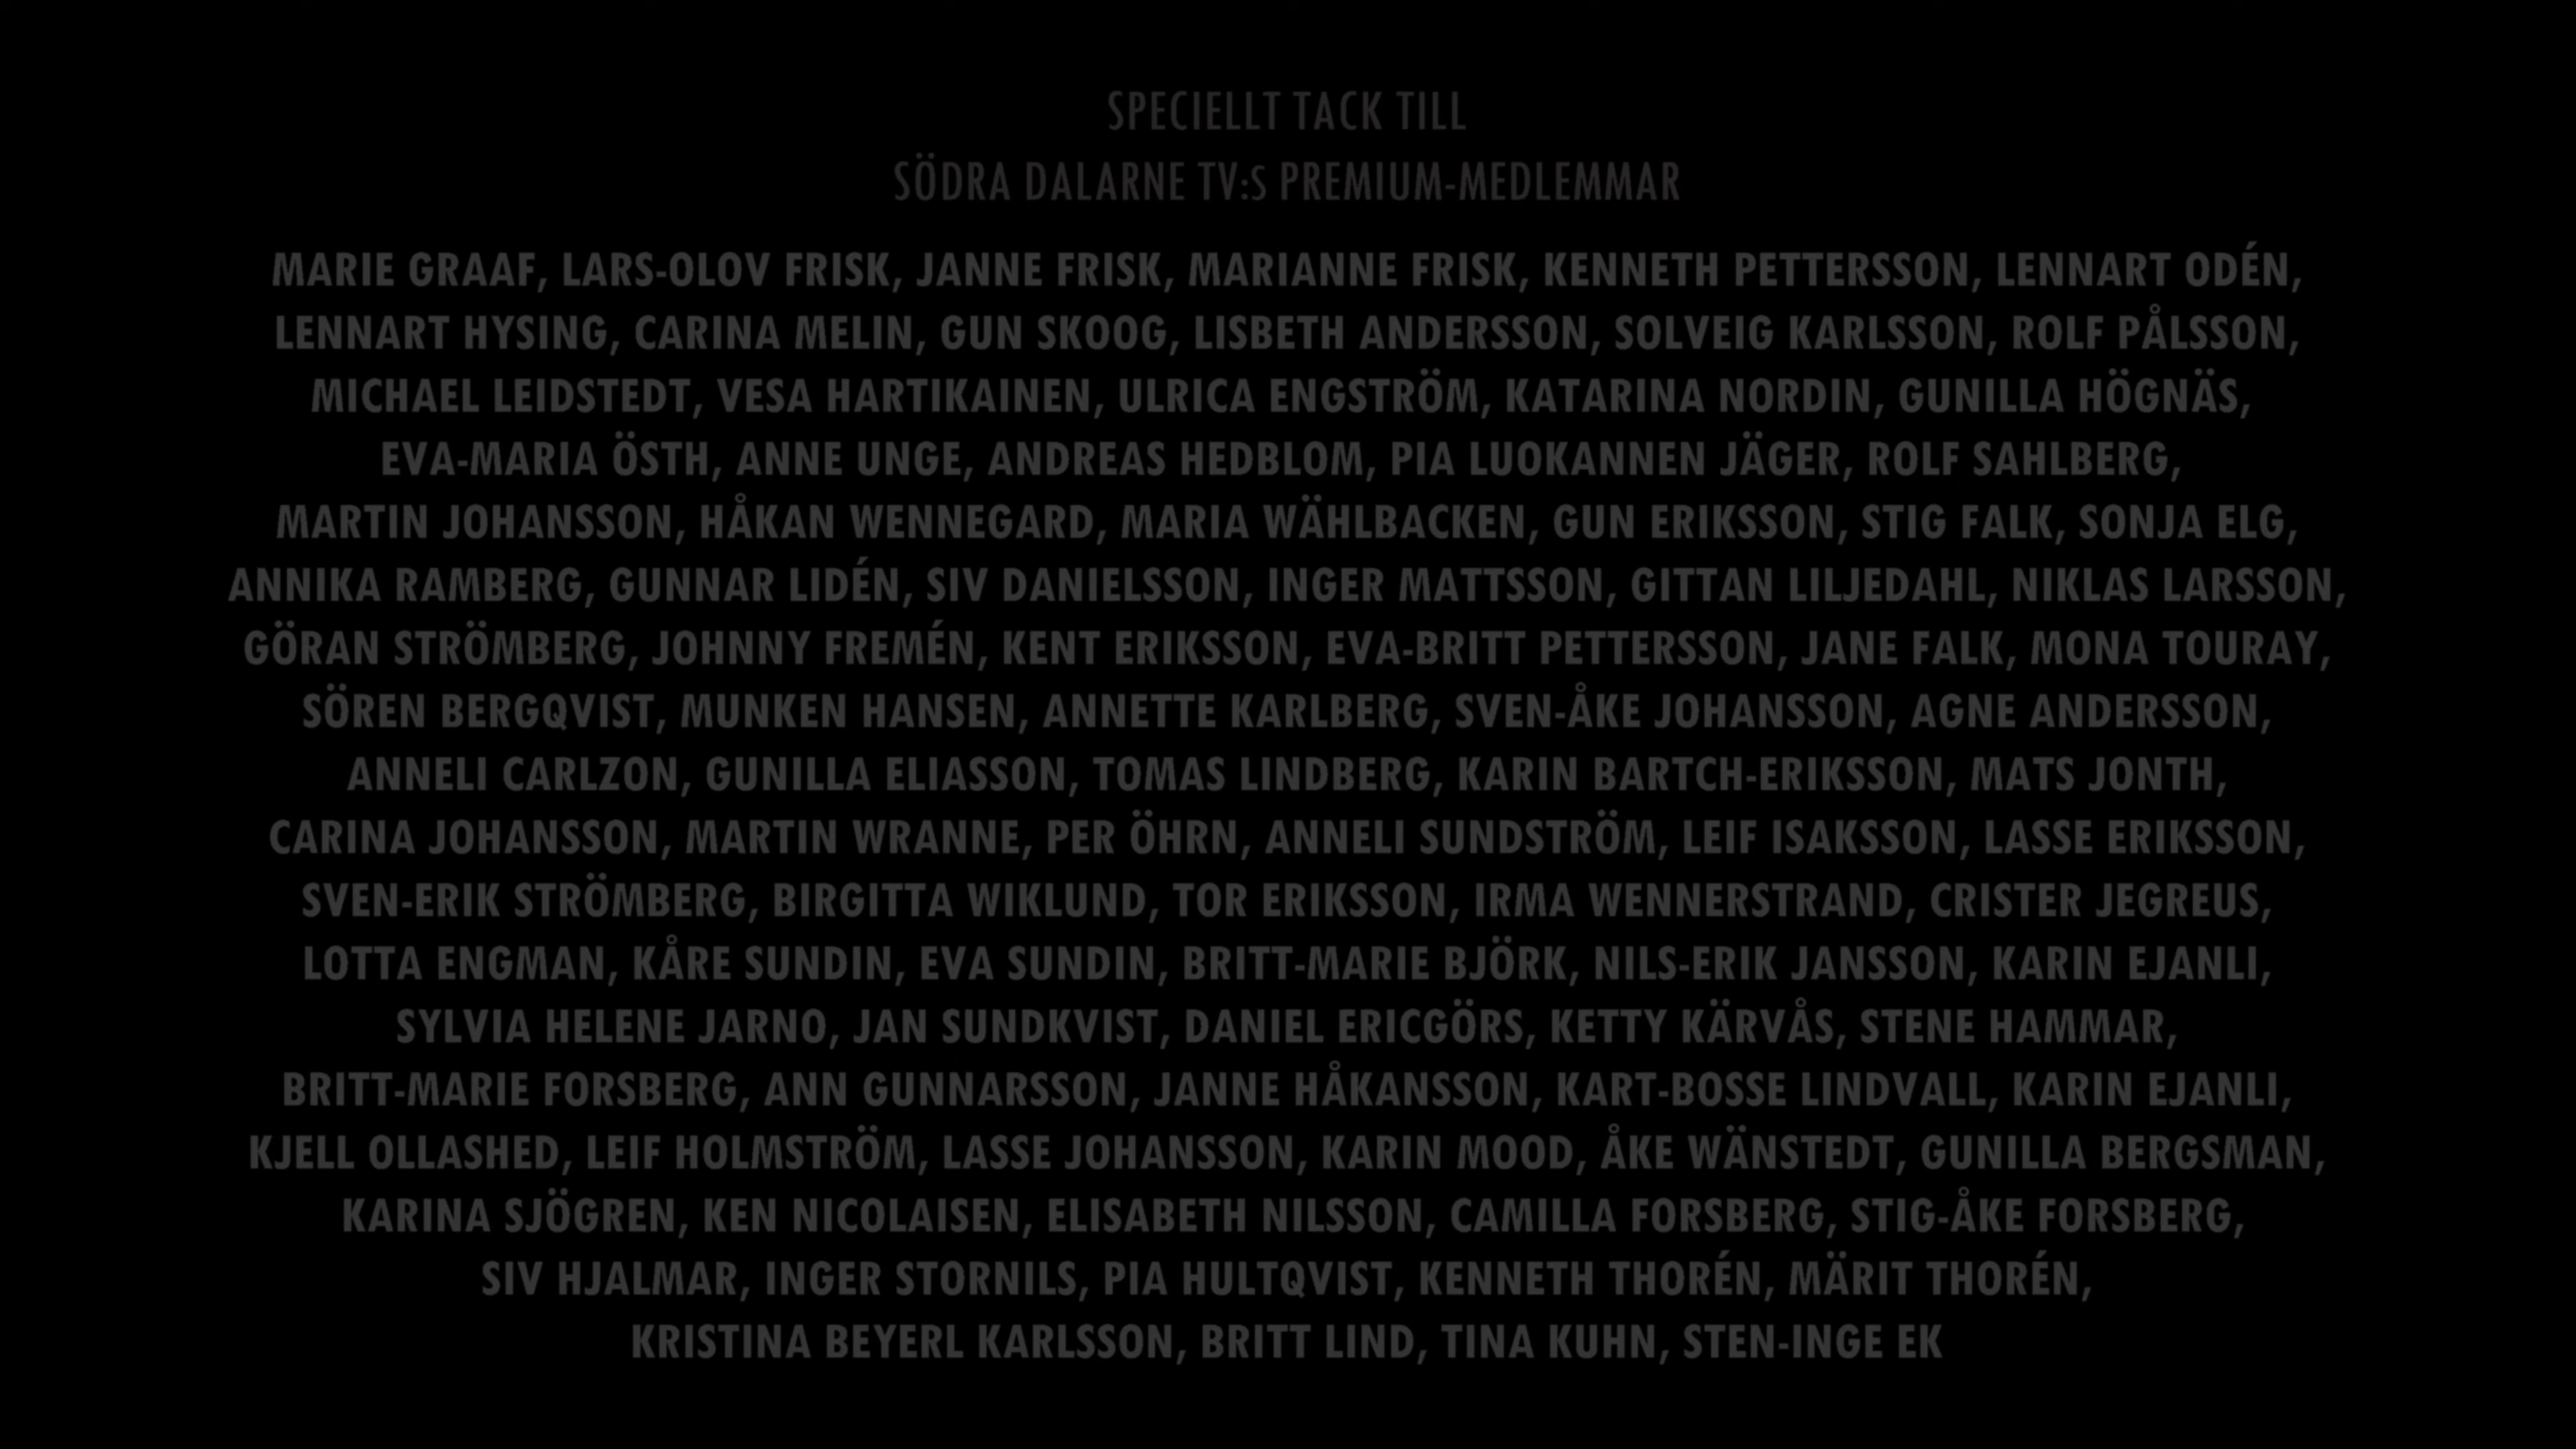 SPECIELLT TACK TILL
SÖDRA DALARNE TV:S PREMIUM-MEDLEMMAR
MARIE GRAAF, LARS-OLOV FRISK, JANNE FRISK, MARIANNE FRISK, KENNETH PETTERSSON, LENNART ODÉN,
LENNART HYSING, CARINA MELIN, GUN SKOOG, LISBETH ANDERSSON, SOLVEIG KARLSSON, ROLF PÅLSSON,
MICHAEL LEIDSTEDT, VESA HARTIKAINEN, ULRICA ENGSTRÖM, KATARINA NORDIN, GUNILLA HÖGNÄS,
EVA-MARIA ÖSTH, ANNE UNGE, ANDREAS HEDBLOM, PIA LUOKANNEN JÄGER, ROLF SAHLBERG,
MARTIN JOHANSSON, HÅKAN WENNEGARD, MARIA WÄHLBACKEN, GUN ERIKSSON, STIG FALK, SONJA ELG,
ANNIKA RAMBERG, GUNNAR LIDÉN, SIV DANIELSSON, INGER MATTSSON, GITTAN LILJEDAHL, NIKLAS LARSSON,
GÖRAN STRÖMBERG, JOHNNY FREMÉN, KENT ERIKSSON, EVA-BRITT PETTERSSON, JANE FALK, MONA TOURAY,
SÖREN BERGQVIST, MUNKEN HANSEN, ANNETTE KARLBERG, SVEN-ÅKE JOHANSSON, AGNE ANDERSSON,
ANNELI CARLZON, GUNILLA ELIASSON, TOMAS LINDBERG, KARIN BARTCH-ERIKSSON, MATS JONTH,
CARINA JOHANSSON, MARTIN WRANNE, PER ÖHRN, ANNELI SUNDSTRÖM, LEIF ISAKSSON, LASSE ERIKSSON,
SVEN-ERIK STRÖMBERG, BIRGITTA WIKLUND, TOR ERIKSSON, IRMA WENNERSTRAND, CRISTER JEGREUS,
LOTTA ENGMAN, KÅRE SUNDIN, EVA SUNDIN, BRITT-MARIE BJÖRK, NILS-ERIK JANSSON, KARIN EJANLI,
SYLVIA HELENE JARNO, JAN SUNDKVIST, DANIEL ERICGÖRS, KETTY KÄRVÅS, STENE HAMMAR,
BRITT-MARIE FORSBERG, ANN GUNNARSSON, JANNE HÅKANSSON, KART-BOSSE LINDVALL, KARIN EJANLI,
KJELL OLLASHED, LEIF HOLMSTRÖM, LASSE JOHANSSON, KARIN MOOD, ÅKE WÄNSTEDT, GUNILLA BERGSMAN,
KARINA SJÖGREN, KEN NICOLAISEN, ELISABETH NILSSON, CAMILLA FORSBERG, STIG-ÅKE FORSBERG,
SIV HJALMAR, INGER STORNILS, PIA HULTQVIST, KENNETH THORÉN, MÄRIT THORÉN,
KRISTINA BEYERL KARLSSON, BRITT LIND, TINA KUHN, STEN-INGE EK